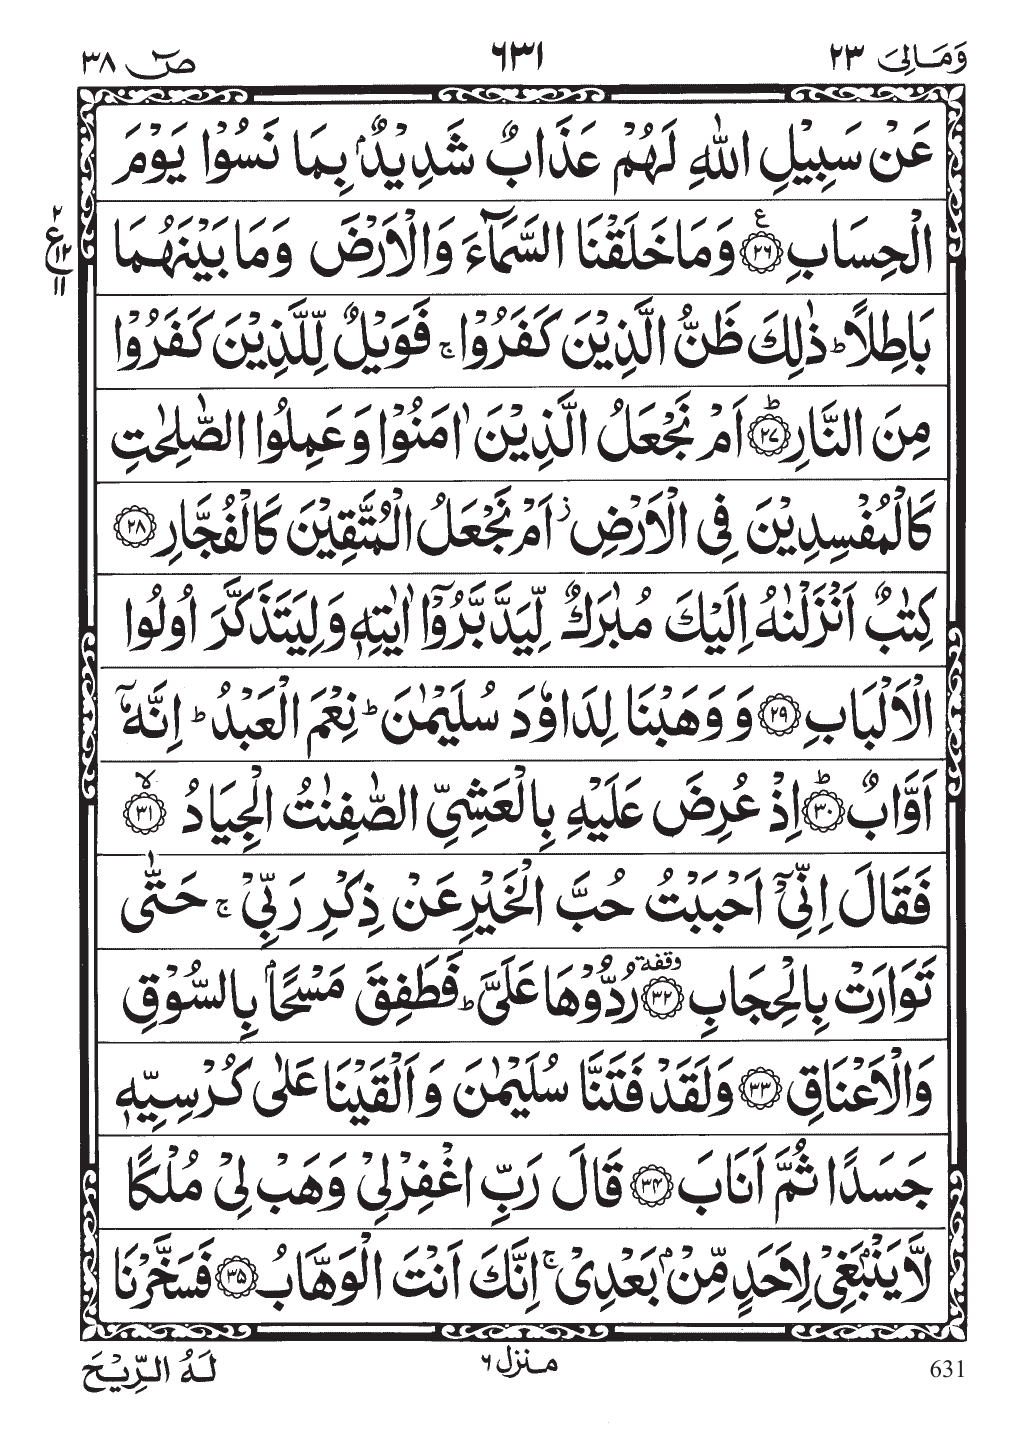 وَمَالِیَ ٢٣ ٦٣١ صٓ ٣٨
عَنْ سَبِیْلِ اللّٰهِ لَهُمْ عَذَابٌ شَدِیْدٌۢ بِمَا نَسُوْا یَوْمَ
الْحِسَابِ ﴿٢٦﴾ ع وَمَا خَلَقْنَا السَّمَآءَ وَالْاَرْضَ وَمَا بَیْنَهُمَا
٢ ع ١٢ ١١
بَاطِلًا ؕ ذٰلِكَ ظَنُّ الَّذِیْنَ كَفَرُوْا ۚ فَوَیْلٌ لِّلَّذِیْنَ كَفَرُوْا
مِنَ النَّارِ ﴿٢٧﴾ؕ اَمْ نَجْعَلُ الَّذِیْنَ اٰمَنُوْا وَعَمِلُوا الصّٰلِحٰتِ
كَالْمُفْسِدِیْنَ فِی الْاَرْضِ ز اَمْ نَجْعَلُ الْمُتَّقِیْنَ كَالْفُجَّارِ ﴿٢٨﴾
كِتٰبٌ اَنْزَلْنٰهُ اِلَیْكَ مُبٰرَكٌ لِّیَدَّبَّرُوْۤا اٰیٰتِهٖ وَلِیَتَذَكَّرَ اُولُوا
الْاَلْبَابِ ﴿٢٩﴾ وَ وَهَبْنَا لِدَاوٗدَ سُلَیْمٰنَ ؕ نِعْمَ الْعَبْدُ ؕ اِنَّهٗۤ
اَوَّابٌ ﴿٣٠﴾ؕ اِذْ عُرِضَ عَلَیْهِ بِالْعَشِیِّ الصّٰفِنٰتُ الْجِیَادُ ﴿٣١﴾ۙ
فَقَالَ اِنِّیْۤ اَحْبَبْتُ حُبَّ الْخَیْرِ عَنْ ذِكْرِ رَبِّیْ ۚ حَتّٰی
تَوَارَتْ بِالْحِجَابِ ﴿٣٢﴾ وقفة رُدُّوْهَا عَلَیَّ ؕ فَطَفِقَ مَسْحًۢا بِالسُّوْقِ
وَالْاَعْنَاقِ ﴿٣٣﴾ وَلَقَدْ فَتَنَّا سُلَیْمٰنَ وَ اَلْقَیْنَا عَلٰی كُرْسِیِّهٖ
جَسَدًا ثُمَّ اَنَابَ ﴿٣٤﴾ قَالَ رَبِّ اغْفِرْلِیْ وَهَبْ لِیْ مُلْكًا
لَّا یَنْۢبَغِیْ لِاَحَدٍ مِّنْۢ بَعْدِیْ ۚ اِنَّكَ اَنْتَ الْوَهَّابُ ﴿٣٥﴾ فَسَخَّرْنَا
631 منزل ٦ لَهُ الرِّیْحَ